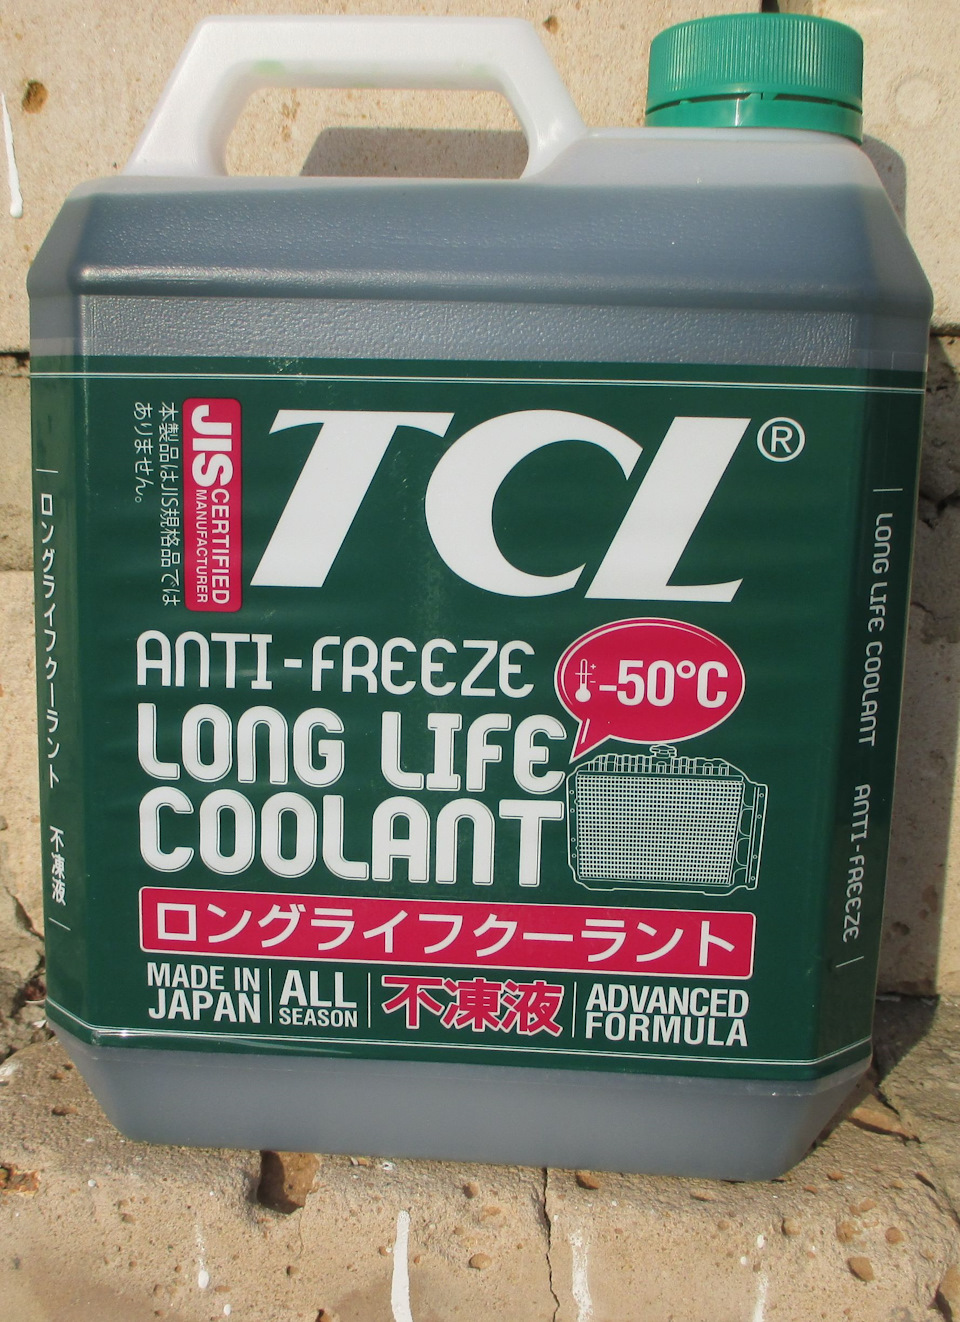 TCL®
JIS CERTIFIED
MANUFACTURER
本製品はJIS規格品では
ありません。
ANTI-FREEZE
-50°C
LONG LIFE
COOLANT
ロングライフクーラント
MADE IN
JAPAN
ALL
SEASON
不凍液
ADVANCED
FORMULA
ロングライフクーラント 不凍液
LONG LIFE COOLANT ANTI-FREEZE